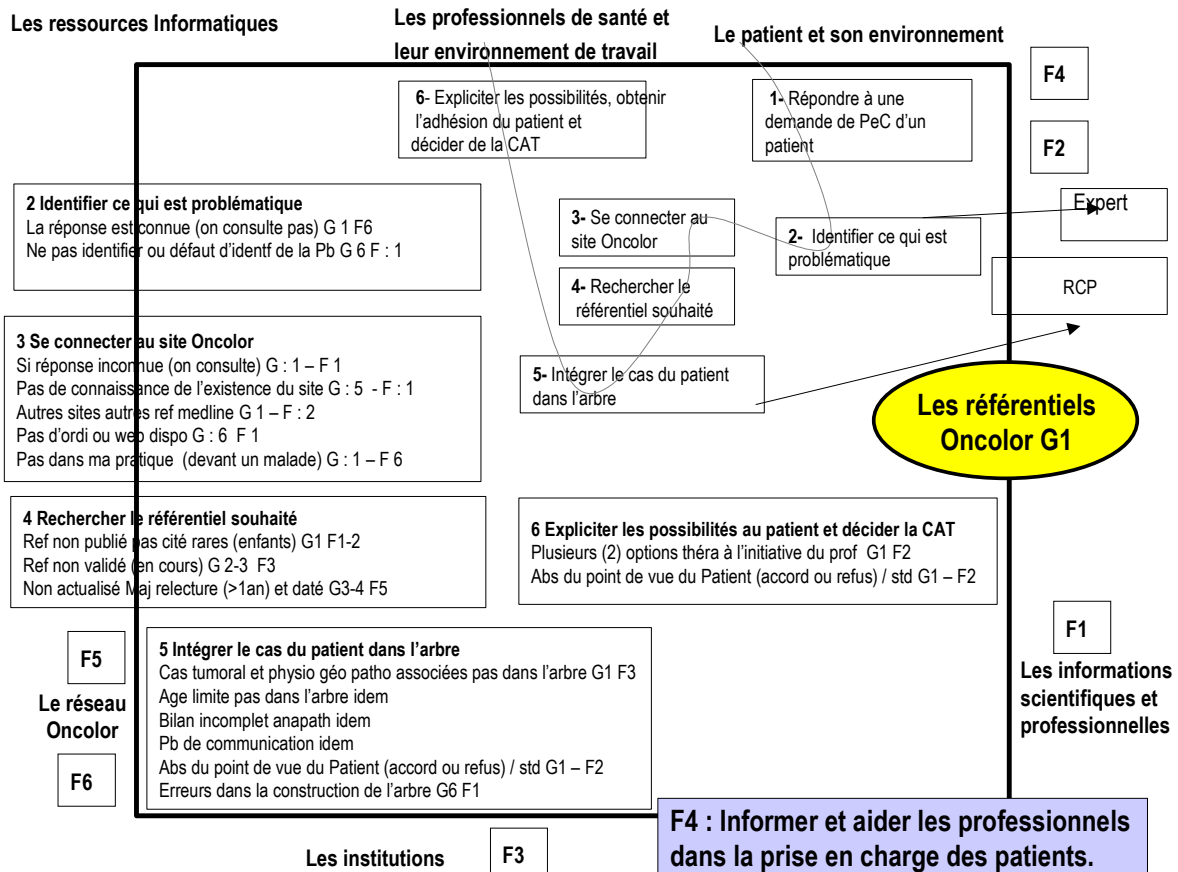 Les ressources Informatiques
Les professionnels de santé et
leur environnement de travail
Le patient et son environnement
F4
F2
6- Expliciter les possibilités, obtenir
l'adhésion du patient et
décider de la CAT
1- Répondre à une
demande de PeC d'un
patient
Expert
2 Identifier ce qui est problématique
La réponse est connue (on consulte pas) G 1 F6
Ne pas identifier ou défaut d'identf de la Pb G 6 F : 1
3- Se connecter au
site Oncolor
2- Identifier ce qui est
problématique
4- Rechercher le
référentiel souhaité
RCP
3 Se connecter au site Oncolor
Si réponse inconnue (on consulte) G : 1 – F 1
Pas de connaissance de l'existence du site G : 5 - F : 1
Autres sites autres ref medline G 1 – F : 2
Pas d'ordi ou web dispo G : 6 F 1
Pas dans ma pratique (devant un malade) G : 1 – F 6
5- Intégrer le cas du patient
dans l'arbre
Les référentiels
Oncolor G1
4 Rechercher le référentiel souhaité
Ref non publié pas cité rares (enfants) G1 F1-2
Ref non validé (en cours) G 2-3 F3
Non actualisé Maj relecture (>1an) et daté G3-4 F5
6 Expliciter les possibilités au patient et décider la CAT
Plusieurs (2) options théra à l'initiative du prof G1 F2
Abs du point de vue du Patient (accord ou refus) / std G1 – F2
F5
Le réseau
Oncolor
F6
5 Intégrer le cas du patient dans l'arbre
Cas tumoral et physio géo patho associées pas dans l'arbre G1 F3
Age limite pas dans l'arbre idem
Bilan incomplet anapath idem
Pb de communication idem
Abs du point de vue du Patient (accord ou refus) / std G1 – F2
Erreurs dans la construction de l'arbre G6 F1
F1
Les informations
scientifiques et
professionnelles
Les institutions
F3
F4 : Informer et aider les professionnels
dans la prise en charge des patients.